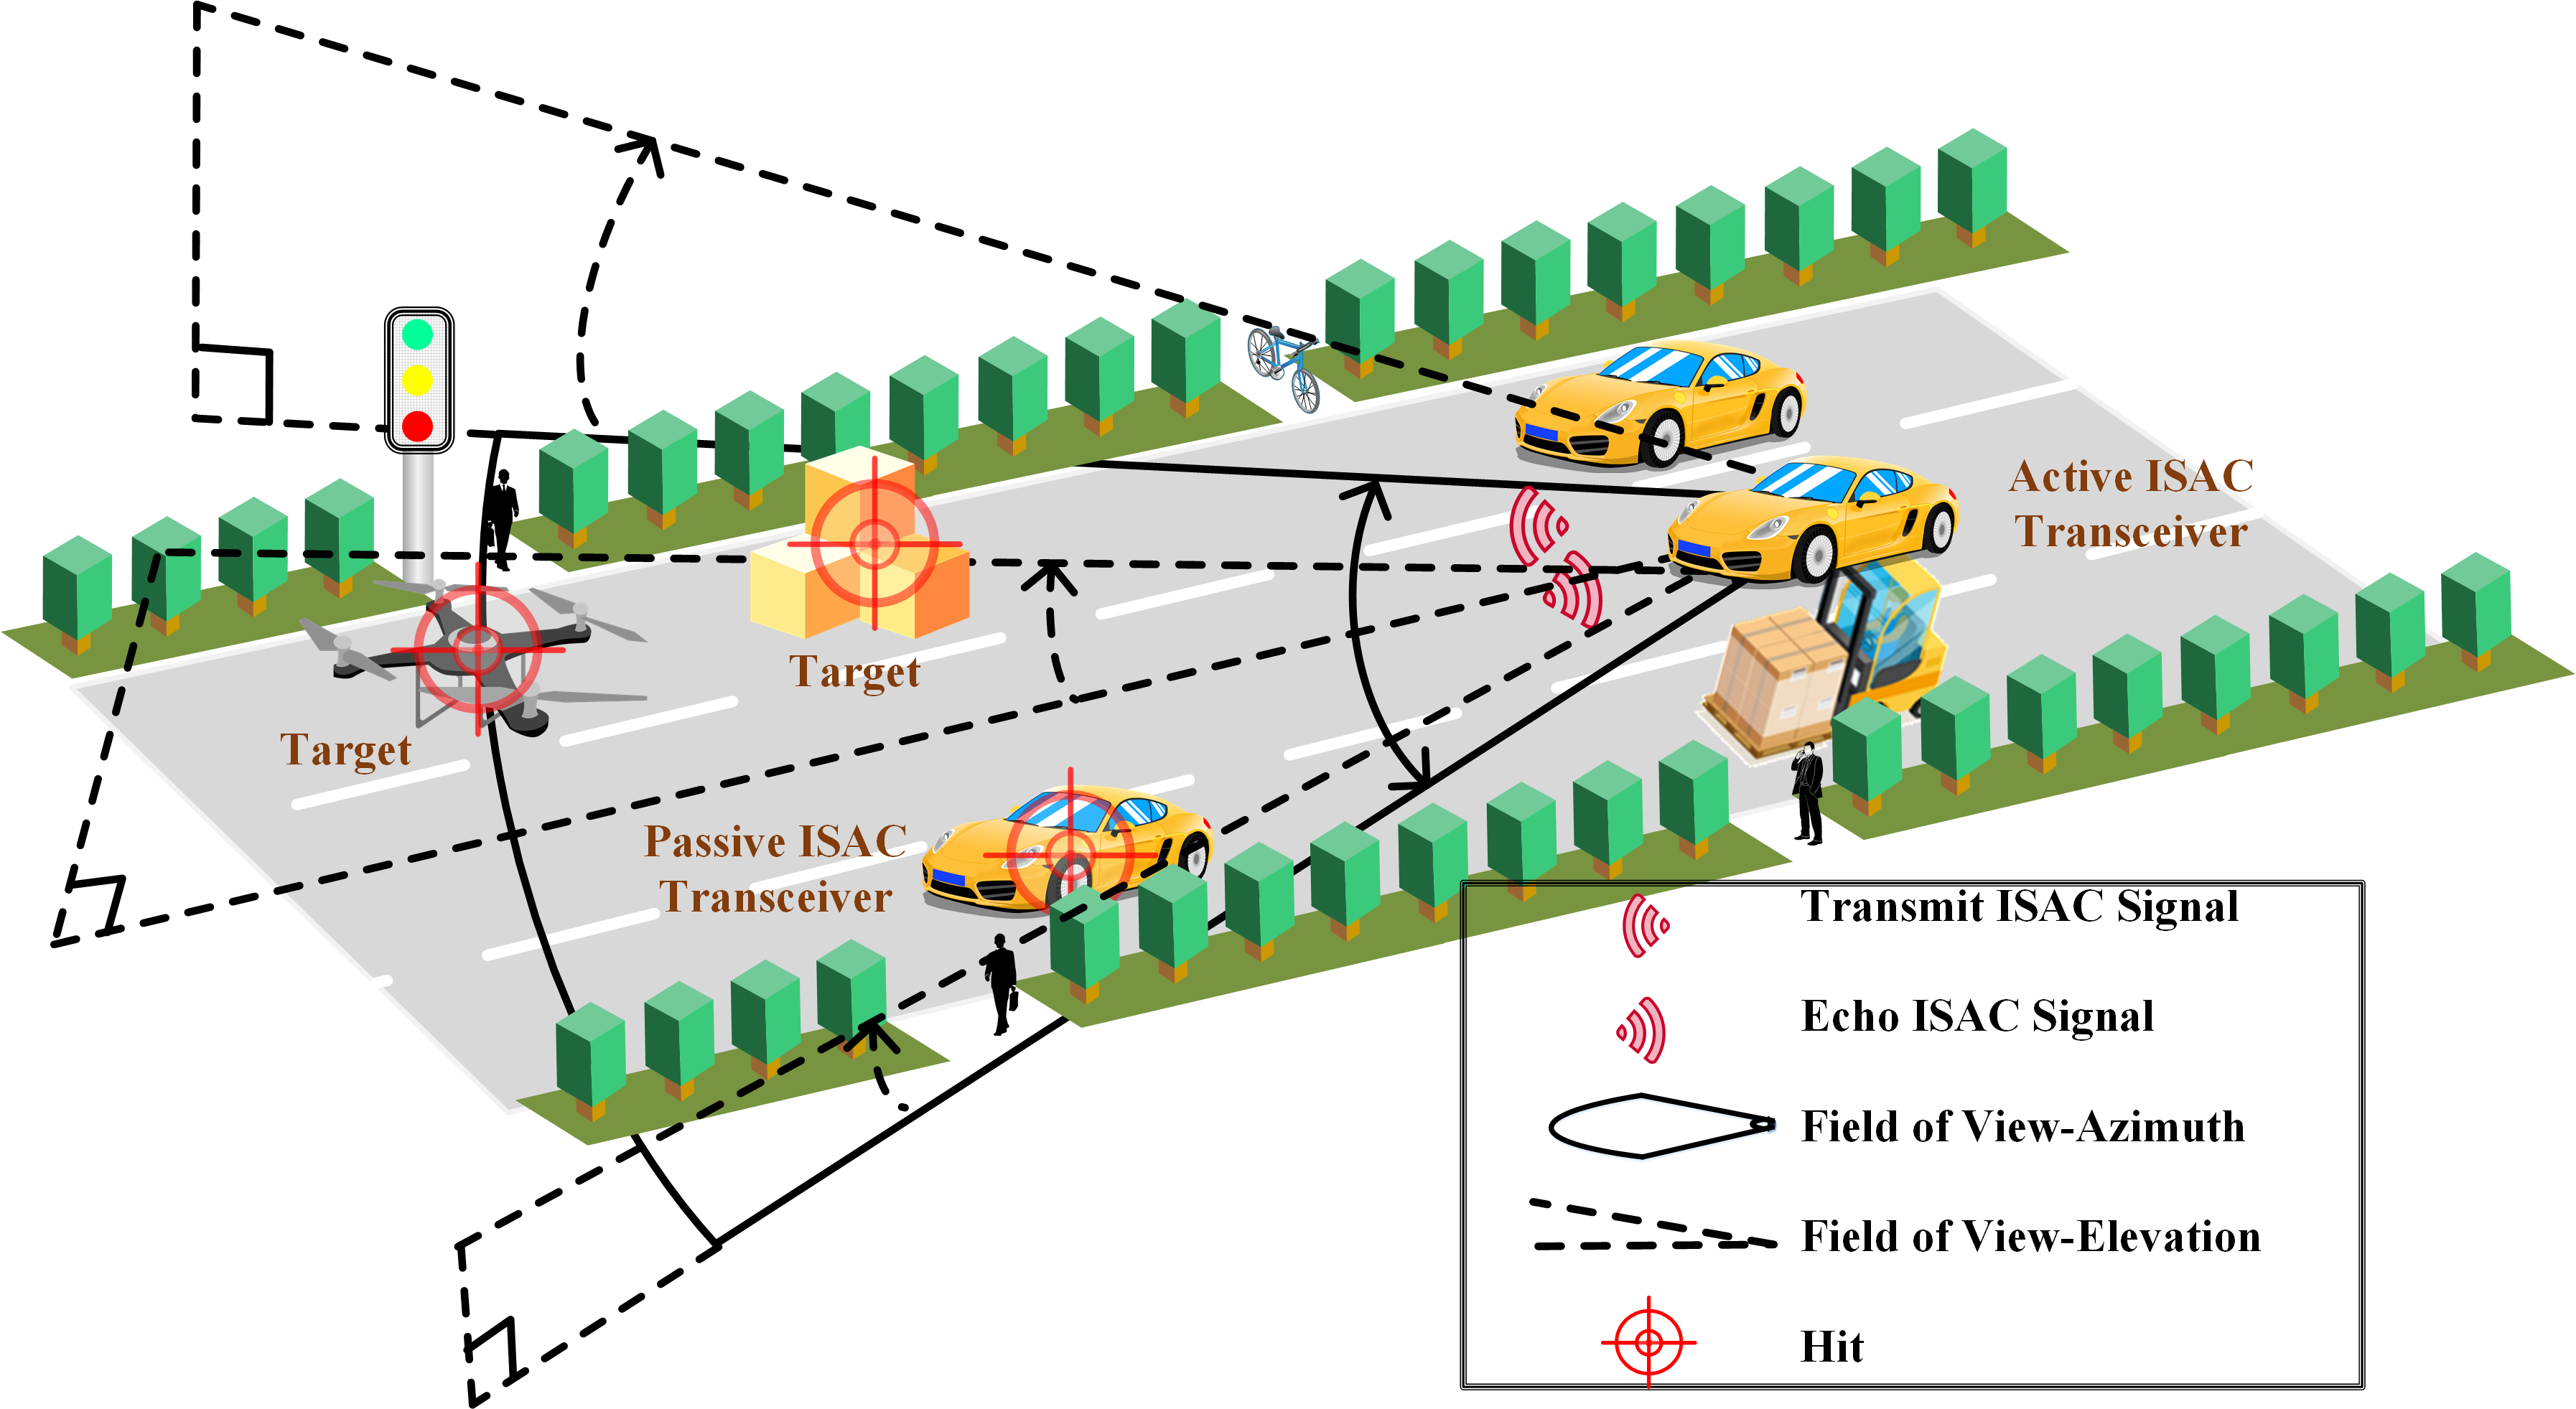 Active ISAC
Transceiver
Target
Target
Passive ISAC
Transceiver
Transmit ISAC Signal
Echo ISAC Signal
Field of View-Azimuth
Field of View-Elevation
Hit